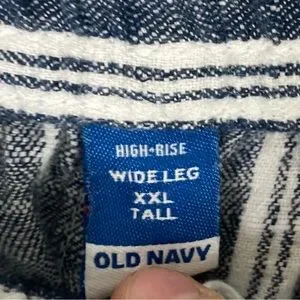 HIGH-RISE
WIDE LEG
XXL
TALL
OLD NAVY